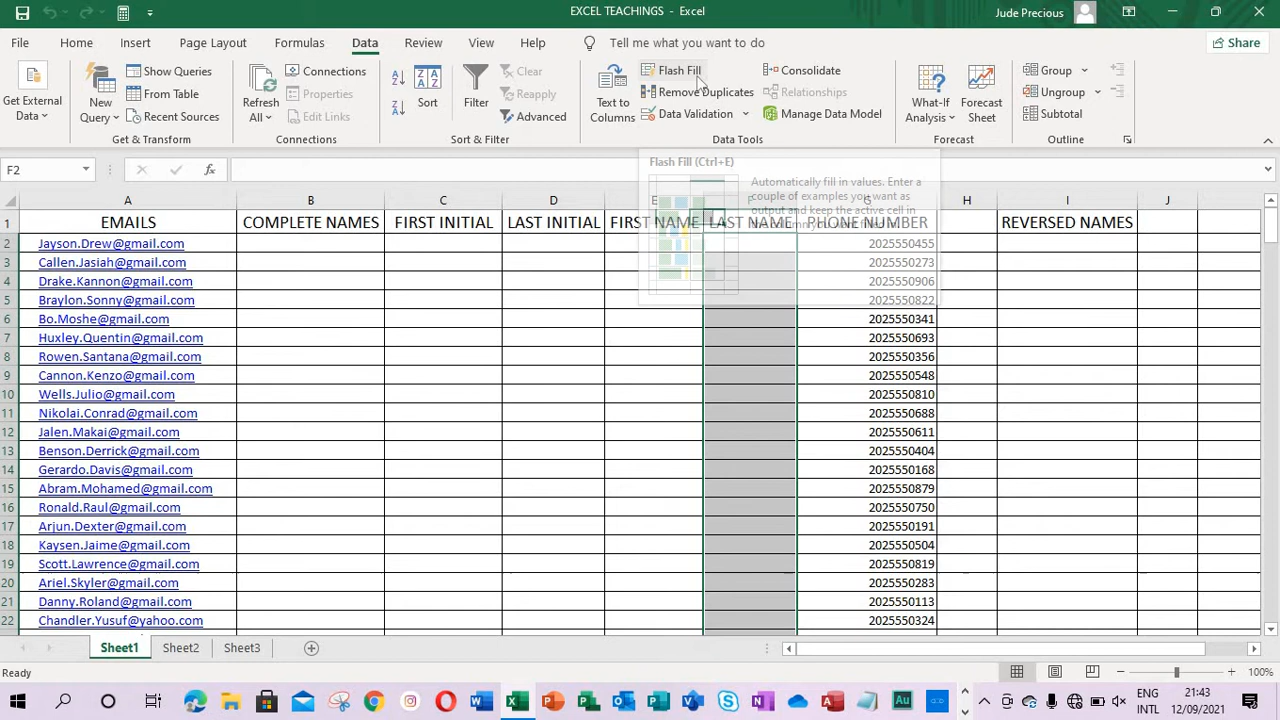 EXCEL TEACHINGS - Excel
Jude Precious
File Home Insert Page Layout Formulas Data Review View Help Tell me what you want to do Share
Get External Data
New Query
Show Queries
From Table
Recent Sources
Get & Transform
Refresh All
Connections
Properties
Edit Links
Connections
Sort
Filter
Clear
Reapply
Advanced
Sort & Filter
Text to Columns
Flash Fill
Remove Duplicates
Data Validation
Consolidate
Relationships
Manage Data Model
Data Tools
What-If Analysis
Forecast Sheet
Forecast
Group
Ungroup
Subtotal
Outline
F2
Flash Fill (Ctrl+E)
Automatically fill in values. Enter a
couple of examples you want as
output and keep the active cell in
A B C D E F G H I J
1 EMAILS COMPLETE NAMES FIRST INITIAL LAST INITIAL FIRST NAME LAST NAME PHONE NUMBER REVERSED NAMES
2 Jayson.Drew@gmail.com 2025550455
3 Callen.Jasiah@gmail.com 2025550273
4 Drake.Kannon@gmail.com 2025550906
5 Braylon.Sonny@gmail.com 2025550822
6 Bo.Moshe@gmail.com 2025550341
7 Huxley.Quentin@gmail.com 2025550693
8 Rowen.Santana@gmail.com 2025550356
9 Cannon.Kenzo@gmail.com 2025550548
10 Wells.Julio@gmail.com 2025550810
11 Nikolai.Conrad@gmail.com 2025550688
12 Jalen.Makai@gmail.com 2025550611
13 Benson.Derrick@gmail.com 2025550404
14 Gerardo.Davis@gmail.com 2025550168
15 Abram.Mohamed@gmail.com 2025550879
16 Ronald.Raul@gmail.com 2025550750
17 Arjun.Dexter@gmail.com 2025550191
18 Kaysen.Jaime@gmail.com 2025550504
19 Scott.Lawrence@gmail.com 2025550819
20 Ariel.Skyler@gmail.com 2025550283
21 Danny.Roland@gmail.com 2025550113
22 Chandler.Yusuf@yahoo.com 2025550324
Sheet1 Sheet2 Sheet3
Ready
100%
ENG 21:43
INTL 12/09/2021